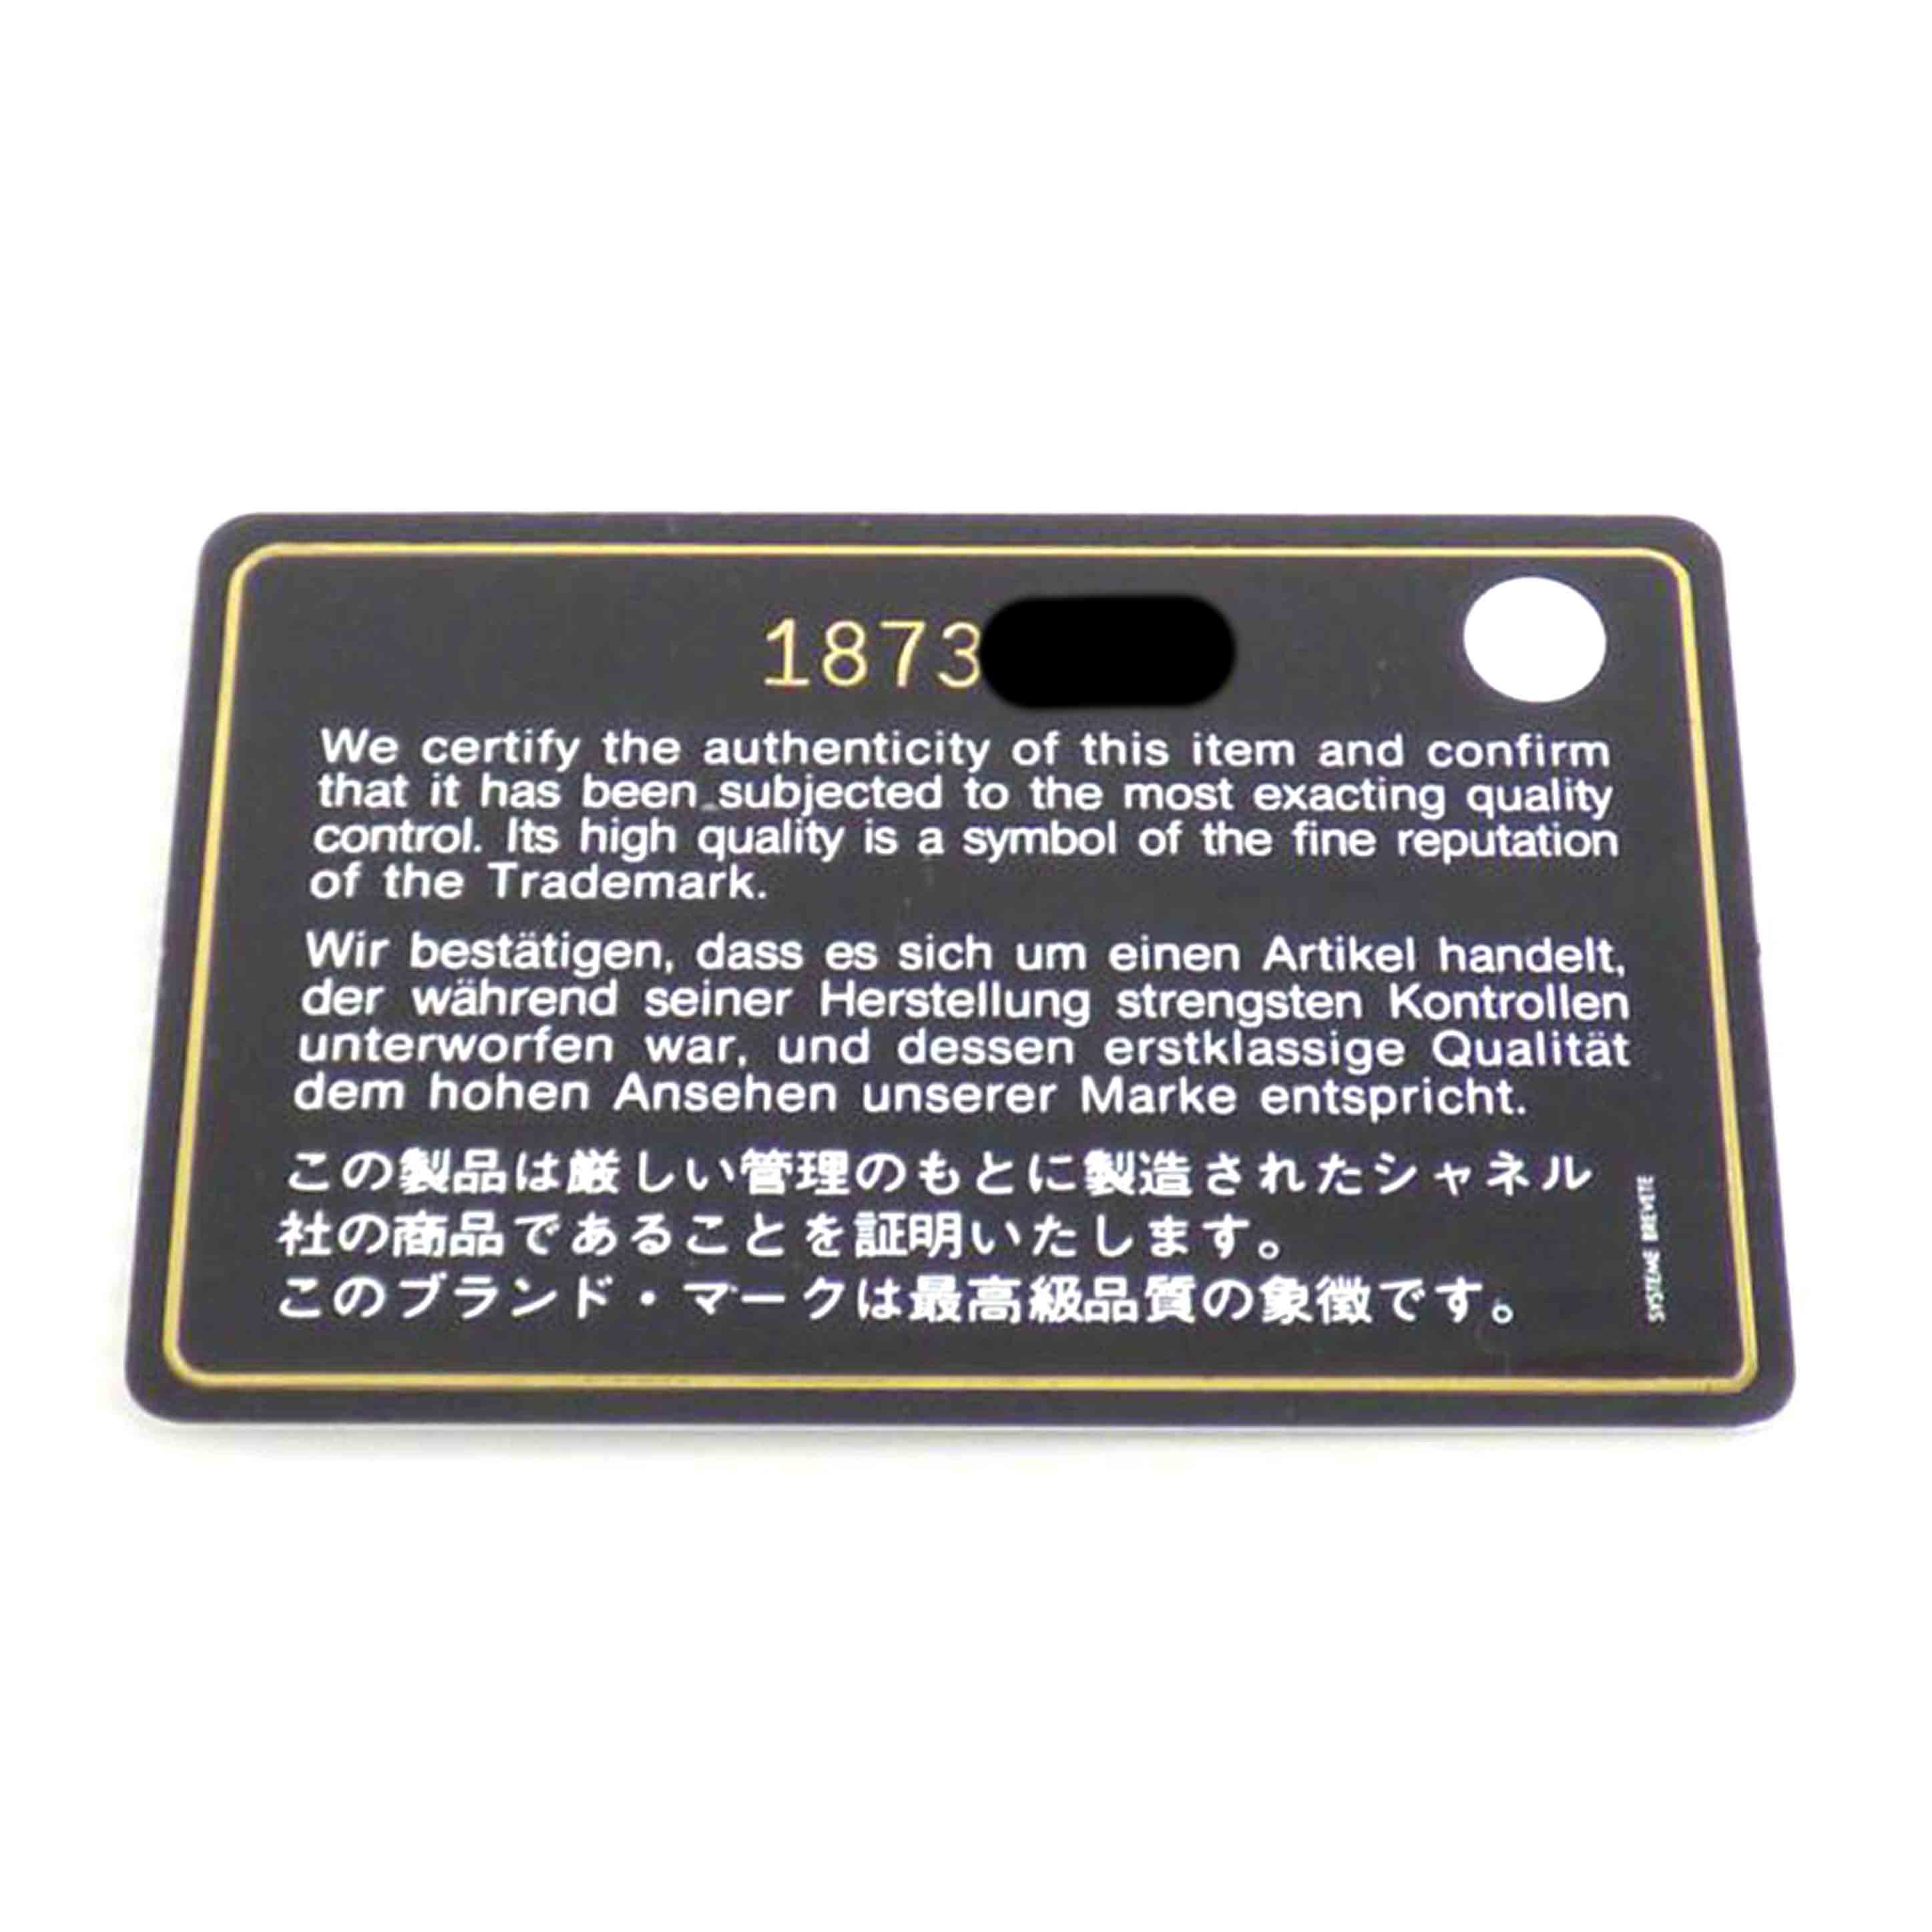 1873
We certify the authenticity of this item and confirm
that it has been subjected to the most exacting quality
control. Its high quality is a symbol of the fine reputation
of the Trademark.
Wir bestätigen, dass es sich um einen Artikel handelt,
der während seiner Herstellung strengsten Kontrollen
unterworfen war, und dessen erstklassige Qualität
dem hohen Ansehen unserer Marke entspricht.
この製品は厳しい管理のもとに製造されたシャネル
社の商品であることを証明いたします。
このブランド・マークは最高級品質の象徴です。
SYSTEME BREVETE